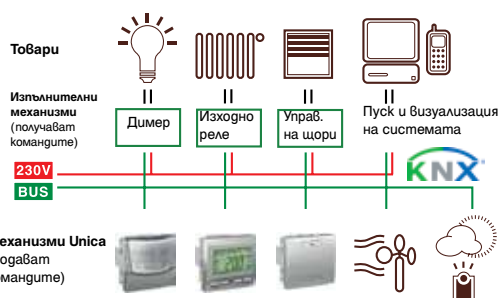 Товари
Изпълнителни
механизми
(получават
командите)
Димер
Изходно
реле
Управ.
на щори
Пуск и визуализация
на системата
230V
BUS
KNX
еханизми Unica
одават
омандите)